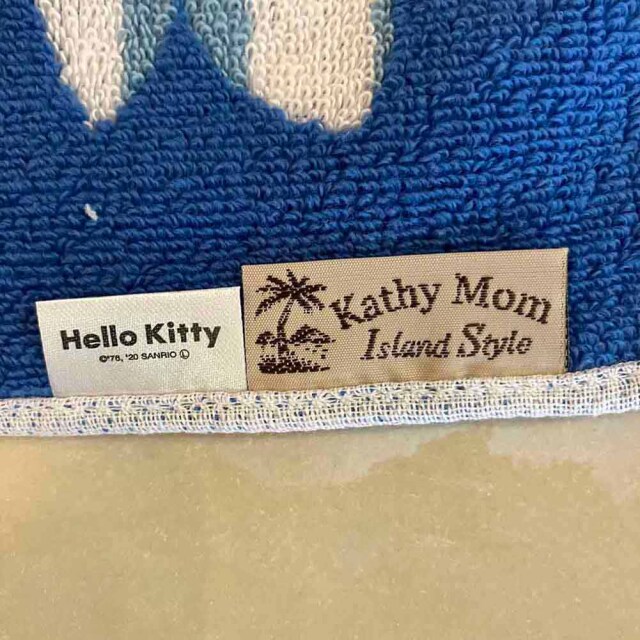 Hello Kitty
©'76, '20 SANRIO Ⓛ
Kathy Mom
Island Style